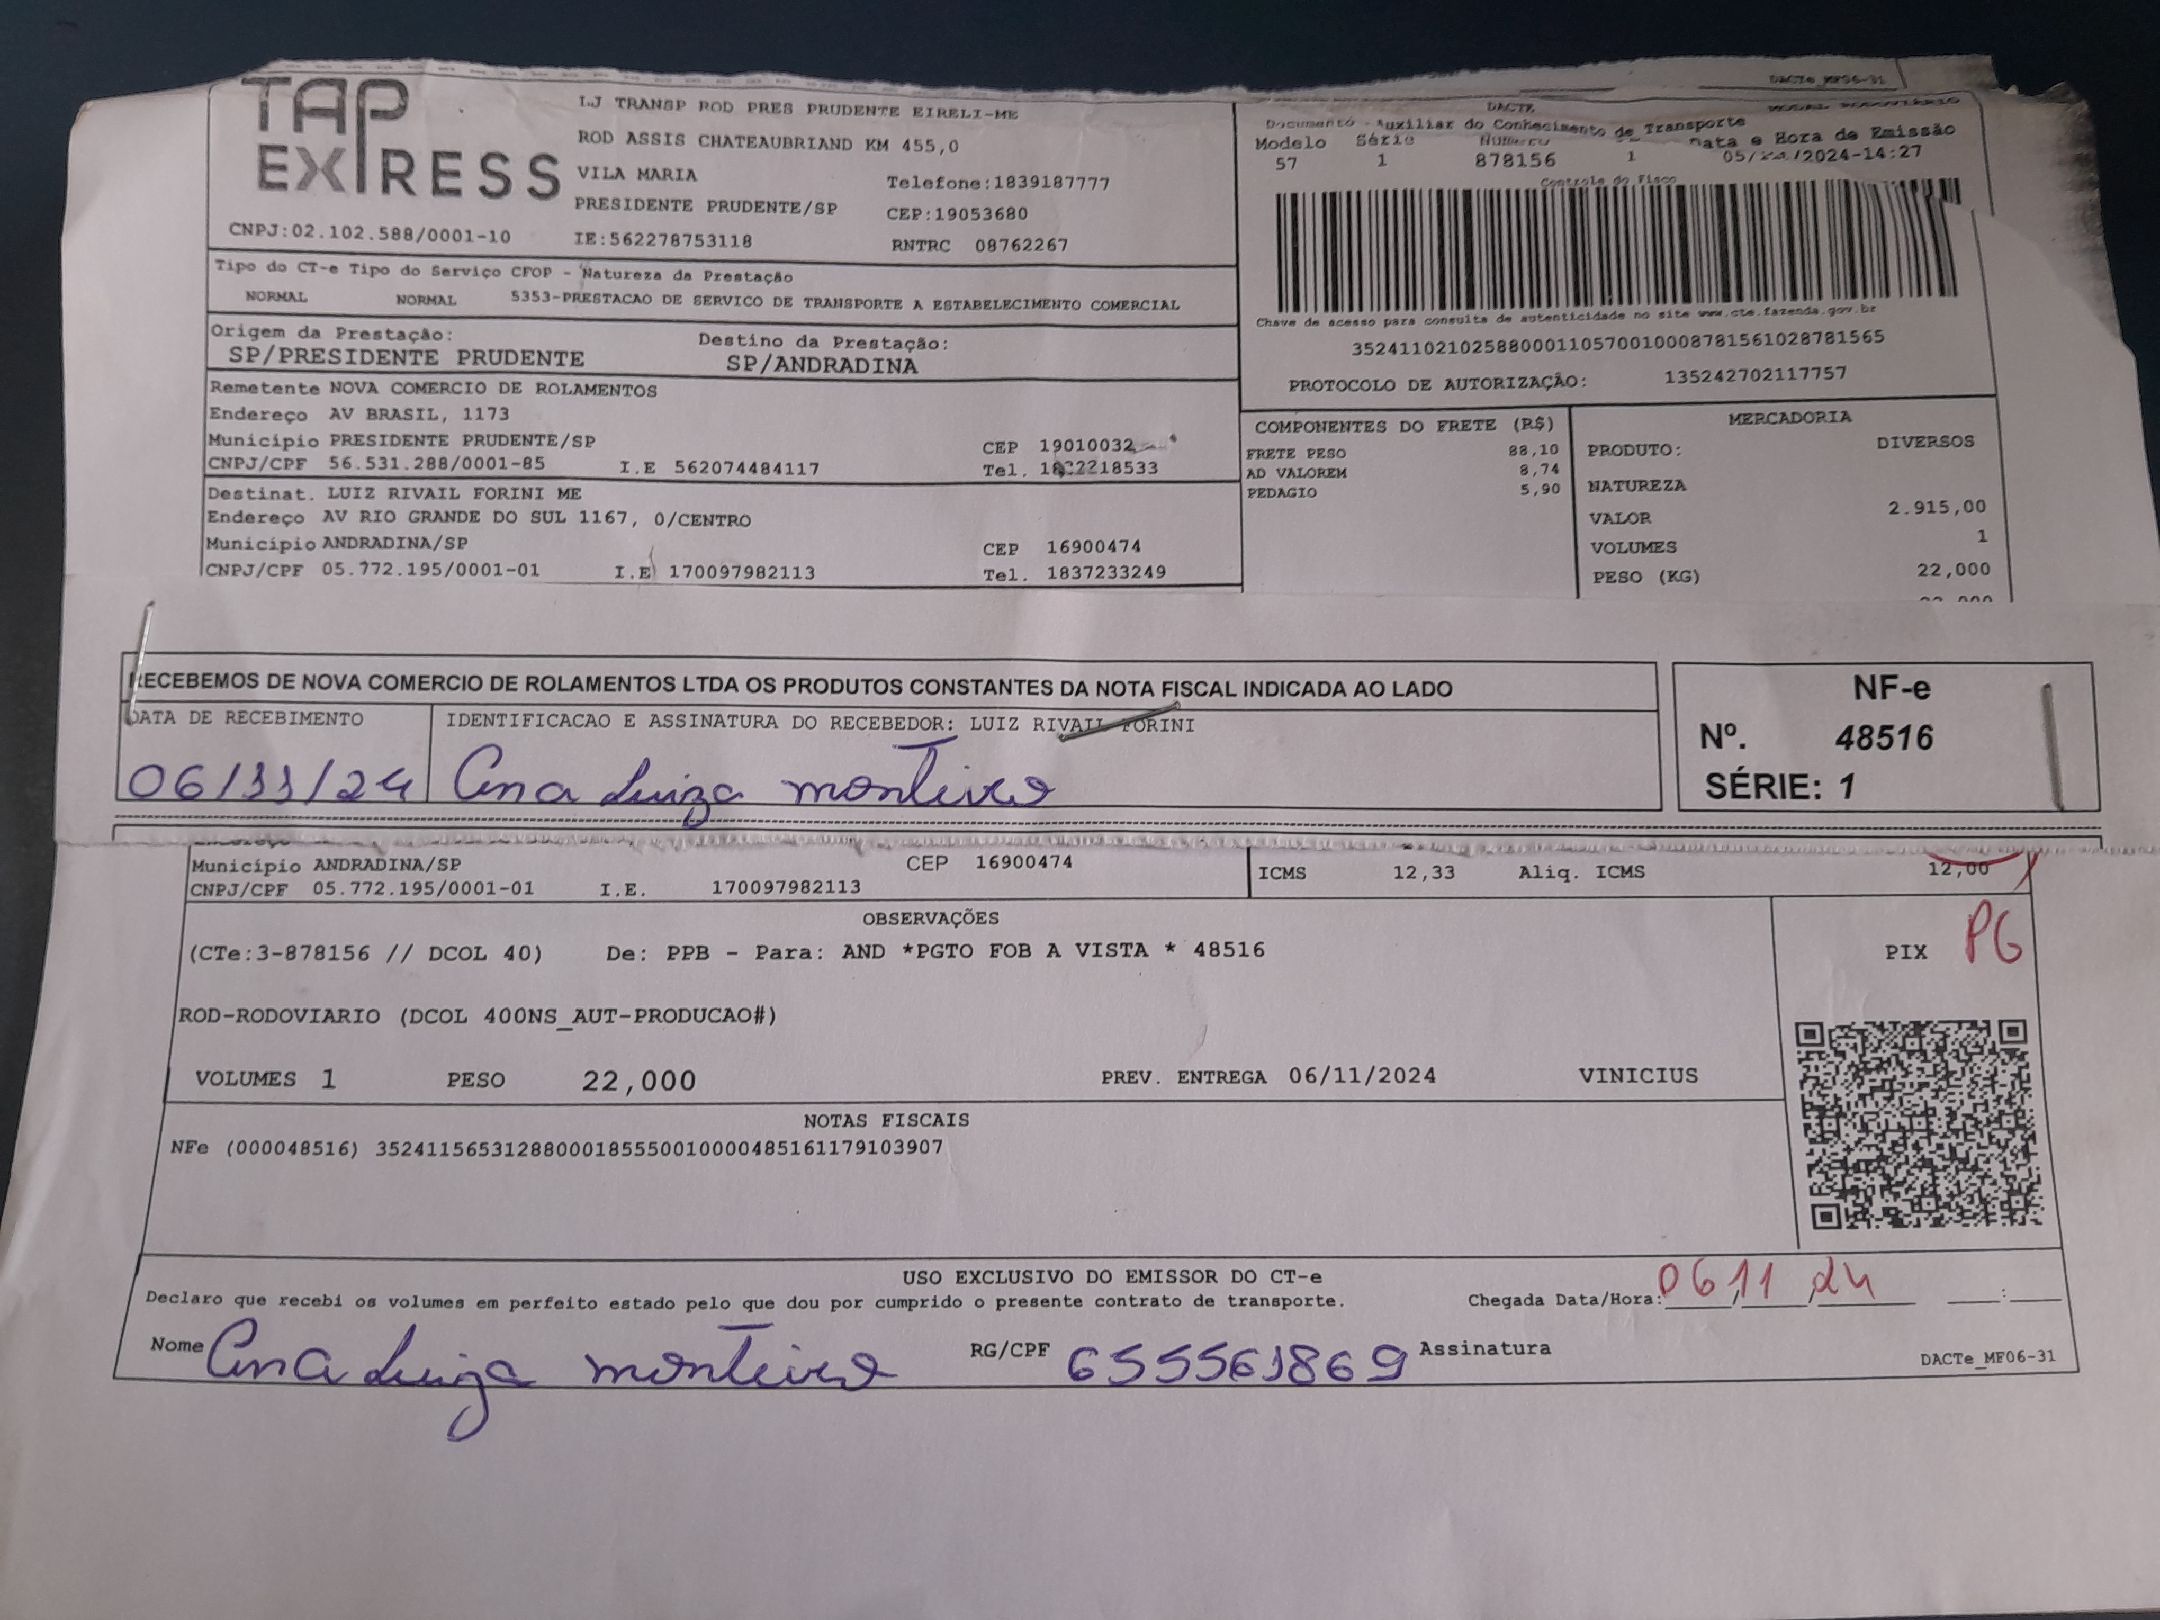 TAP
EXPRESS
CNPJ:02.102.588/0001-10
LJ TRANSP ROD PRES PRUDENTE EIRELI-ME
ROD ASSIS CHATEAUBRIAND KM 455,0
VILA MARIA
Telefone:1839187777
PRESIDENTE PRUDENTE/SP
CEP:19053680
IE:562278753118
RNTRC 08762267
DACTe_MF06-31
DACTE
MODAL RODOVIÁRIO
Documento Auxiliar do Conhecimento de Transporte
Modelo Série Número Data e Hora de Emissão
57 1 878156 1 05/ /2024-14:27
Controle do Fisco
Chave de acesso para consulta de autenticidade no site www.cte.fazenda.gov.br
35241102102588000110570010008781561028781565
PROTOCOLO DE AUTORIZAÇÃO: 135242702117757
Tipo do CT-e Tipo do Serviço CFOP - Natureza da Prestação
NORMAL NORMAL 5353-PRESTACAO DE SERVICO DE TRANSPORTE A ESTABELECIMENTO COMERCIAL
Origem da Prestação: Destino da Prestação:
SP/PRESIDENTE PRUDENTE SP/ANDRADINA
Remetente NOVA COMERCIO DE ROLAMENTOS
Endereço AV BRASIL, 1173
Município PRESIDENTE PRUDENTE/SP CEP 19010032
CNPJ/CPF 56.531.288/0001-85 I.E 562074484117 Tel. 1832218533
Destinat. LUIZ RIVAIL FORINI ME
Endereço AV RIO GRANDE DO SUL 1167, 0/CENTRO
Município ANDRADINA/SP CEP 16900474
CNPJ/CPF 05.772.195/0001-01 I.E 170097982113 Tel. 1837233249
COMPONENTES DO FRETE (R$)
FRETE PESO 88,10
AD VALOREM 8,74
PEDAGIO 5,90
MERCADORIA
PRODUTO: DIVERSOS
NATUREZA
VALOR 2.915,00
VOLUMES 1
PESO (KG) 22,000
RECEBEMOS DE NOVA COMERCIO DE ROLAMENTOS LTDA OS PRODUTOS CONSTANTES DA NOTA FISCAL INDICADA AO LADO
DATA DE RECEBIMENTO
06/11/24
IDENTIFICACAO E ASSINATURA DO RECEBEDOR: LUIZ RIVAIL FORINI
Ana Luiza monteiro
NF-e
Nº. 48516
SÉRIE: 1
Município ANDRADINA/SP CEP 16900474
CNPJ/CPF 05.772.195/0001-01 I.E. 170097982113
ICMS 12,33 Aliq. ICMS 12,00
OBSERVAÇÕES
(CTe:3-878156 // DCOL 40) De: PPB - Para: AND *PGTO FOB A VISTA * 48516
PIX PG
ROD-RODOVIARIO (DCOL 400NS_AUT-PRODUCAO#)
VOLUMES 1 PESO 22,000 PREV. ENTREGA 06/11/2024 VINICIUS
NOTAS FISCAIS
NFe (000048516) 35241156531288000185550010000485161179103907
USO EXCLUSIVO DO EMISSOR DO CT-e
Declaro que recebi os volumes em perfeito estado pelo que dou por cumprido o presente contrato de transporte.
Chegada Data/Hora: 06/11/24 :
Nome Ana Luiza monteiro RG/CPF 655561869 Assinatura
DACTe_MF06-31